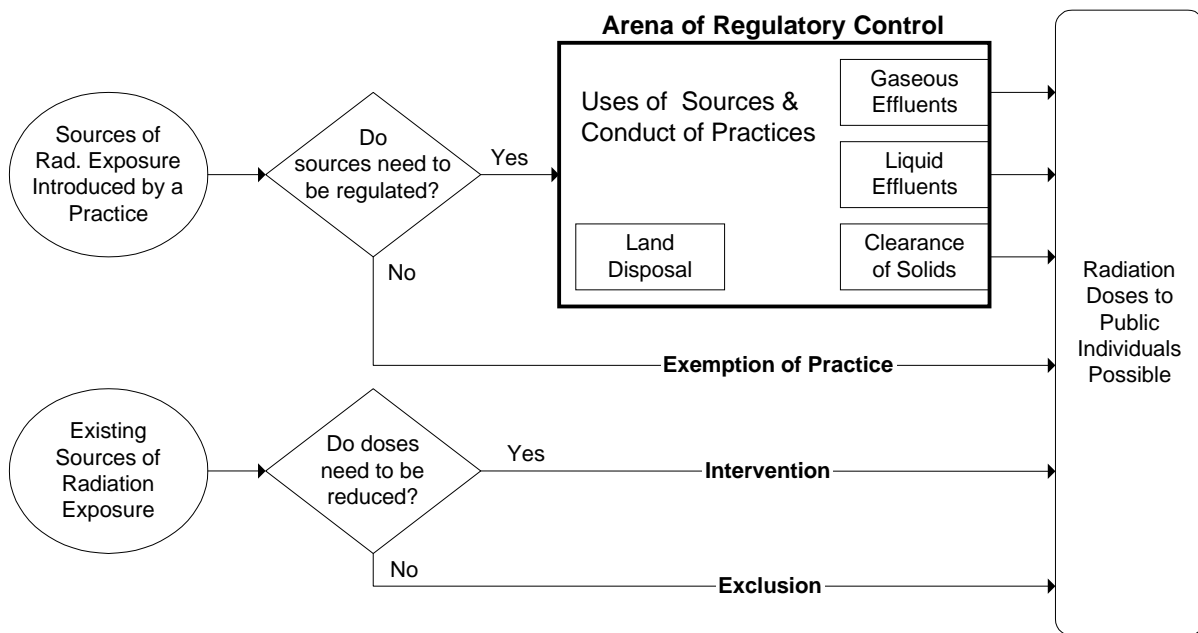 Arena of Regulatory Control
Sources of
Rad. Exposure
Introduced by a
Practice
Do
sources need to
be regulated?
Yes
No
Uses of Sources &
Conduct of Practices
Gaseous
Effluents
Liquid
Effluents
Land
Disposal
Clearance
of Solids
Exemption of Practice
Existing
Sources of
Radiation
Exposure
Do doses
need to be
reduced?
Yes
No
Intervention
Exclusion
Radiation
Doses to
Public
Individuals
Possible